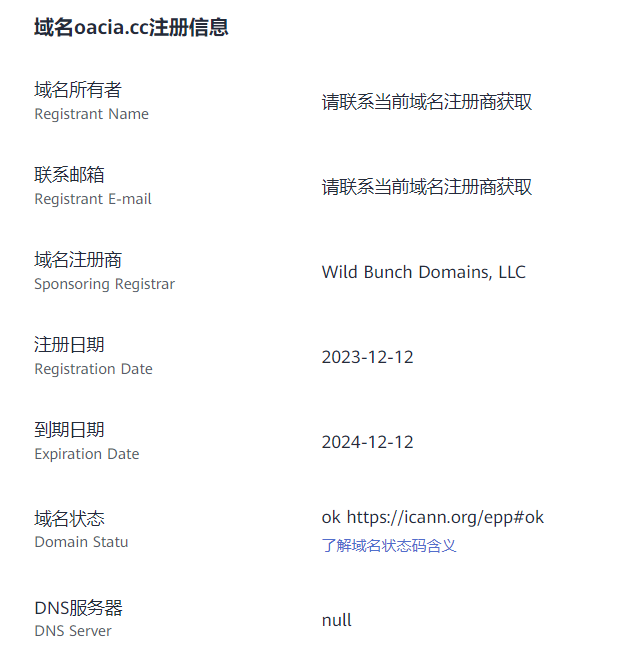 域名oacia.cc注册信息
域名所有者
Registrant Name
请联系当前域名注册商获取
联系邮箱
Registrant E-mail
请联系当前域名注册商获取
域名注册商
Sponsoring Registrar
Wild Bunch Domains, LLC
注册日期
Registration Date
2023-12-12
到期日期
Expiration Date
2024-12-12
域名状态
Domain Statu
ok https://icann.org/epp#ok
了解域名状态码含义
DNS服务器
DNS Server
null